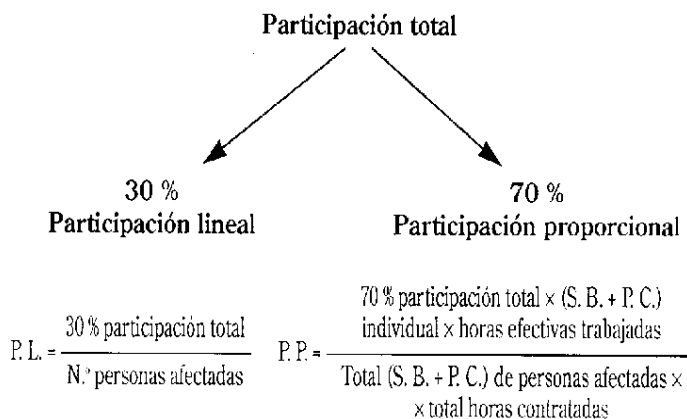 Participación total
30 %
Participación lineal
70 %
Participación proporcional
P. L. = 30 % participación total
N.º personas afectadas
P. P. = 70 % participación total × (S. B. + P. C.)
individual × horas efectivas trabajadas
Total (S. B. + P. C.) de personas afectadas ×
× total horas contratadas